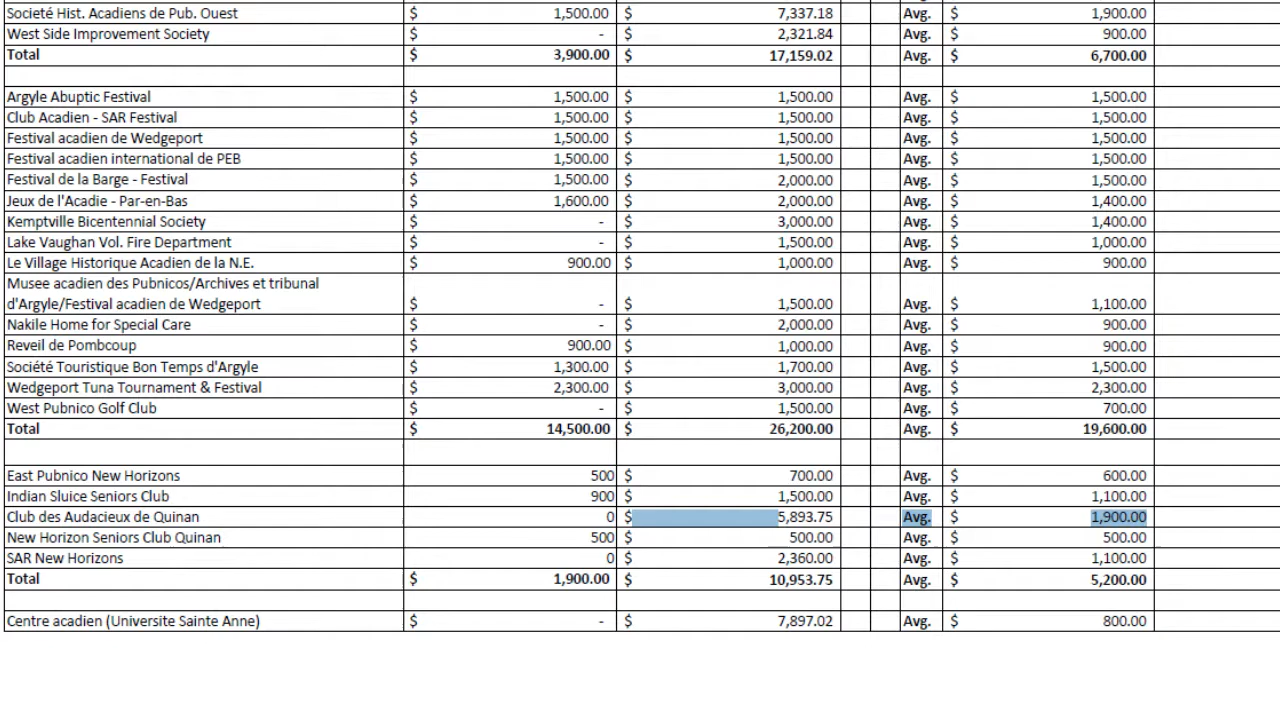 Societé Hist. Acadiens de Pub. Ouest $ 1,500.00 $ 7,337.18 Avg. $ 1,900.00
West Side Improvement Society $ - $ 2,321.84 Avg. $ 900.00
Total $ 3,900.00 $ 17,159.02 Avg. $ 6,700.00
Argyle Abuptic Festival $ 1,500.00 $ 1,500.00 Avg. $ 1,500.00
Club Acadien - SAR Festival $ 1,500.00 $ 1,500.00 Avg. $ 1,500.00
Festival acadien de Wedgeport $ 1,500.00 $ 1,500.00 Avg. $ 1,500.00
Festival acadien international de PEB $ 1,500.00 $ 1,500.00 Avg. $ 1,500.00
Festival de la Barge - Festival $ 1,500.00 $ 2,000.00 Avg. $ 1,500.00
Jeux de l'Acadie - Par-en-Bas $ 1,600.00 $ 2,000.00 Avg. $ 1,400.00
Kemptville Bicentennial Society $ - $ 3,000.00 Avg. $ 1,400.00
Lake Vaughan Vol. Fire Department $ - $ 1,500.00 Avg. $ 1,000.00
Le Village Historique Acadien de la N.E. $ 900.00 $ 1,000.00 Avg. $ 900.00
Musee acadien des Pubnicos/Archives et tribunal
d'Argyle/Festival acadien de Wedgeport $ - $ 1,500.00 Avg. $ 1,100.00
Nakile Home for Special Care $ - $ 2,000.00 Avg. $ 900.00
Reveil de Pombcoup $ 900.00 $ 1,000.00 Avg. $ 900.00
Société Touristique Bon Temps d'Argyle $ 1,300.00 $ 1,700.00 Avg. $ 1,500.00
Wedgeport Tuna Tournament & Festival $ 2,300.00 $ 3,000.00 Avg. $ 2,300.00
West Pubnico Golf Club $ - $ 1,500.00 Avg. $ 700.00
Total $ 14,500.00 $ 26,200.00 Avg. $ 19,600.00
East Pubnico New Horizons 500 $ 700.00 Avg. $ 600.00
Indian Sluice Seniors Club 900 $ 1,500.00 Avg. $ 1,100.00
Club des Audacieux de Quinan 0 $ 5,893.75 Avg. $ 1,900.00
New Horizon Seniors Club Quinan 500 $ 500.00 Avg. $ 500.00
SAR New Horizons 0 $ 2,360.00 Avg. $ 1,100.00
Total $ 1,900.00 $ 10,953.75 Avg. $ 5,200.00
Centre acadien (Universite Sainte Anne) $ - $ 7,897.02 Avg. $ 800.00